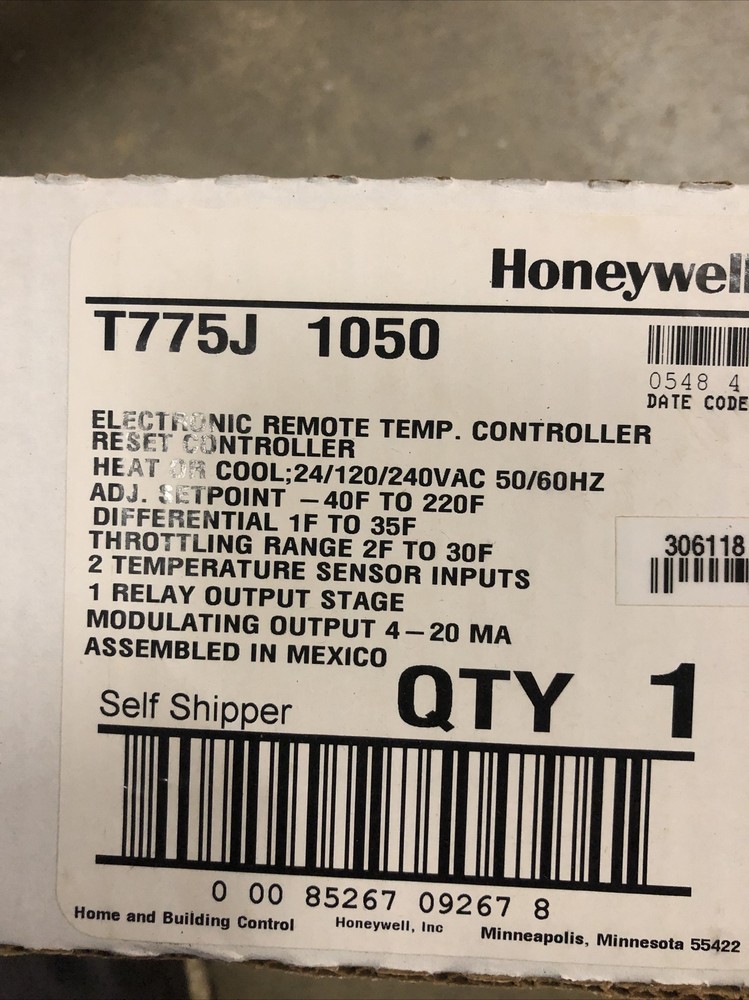 Honeywell
T775J 1050
0548 4
DATE CODE
ELECTRONIC REMOTE TEMP. CONTROLLER
RESET CONTROLLER
HEAT OR COOL;24/120/240VAC 50/60HZ
ADJ. SETPOINT —40F TO 220F
DIFFERENTIAL 1F TO 35F
THROTTLING RANGE 2F TO 30F
2 TEMPERATURE SENSOR INPUTS
1 RELAY OUTPUT STAGE
MODULATING OUTPUT 4—20 MA
ASSEMBLED IN MEXICO
306118
Self Shipper
QTY 1
0 00 85267 09267 8
Home and Building Control Honeywell, Inc Minneapolis, Minnesota 55422